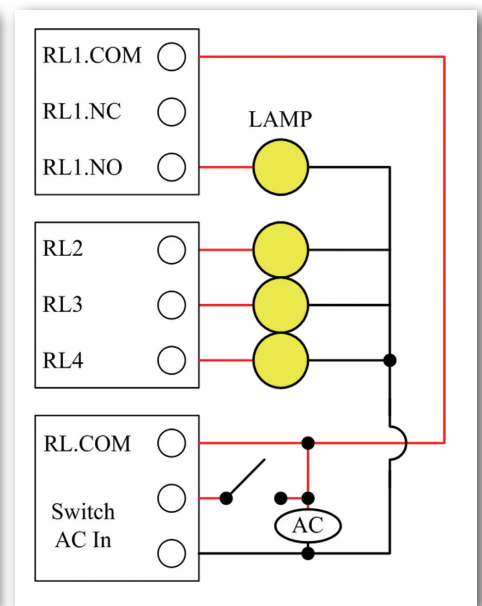 RL1.COM
RL1.NC
LAMP
RL1.NO
RL2
RL3
RL4
RL.COM
Switch
AC In
AC